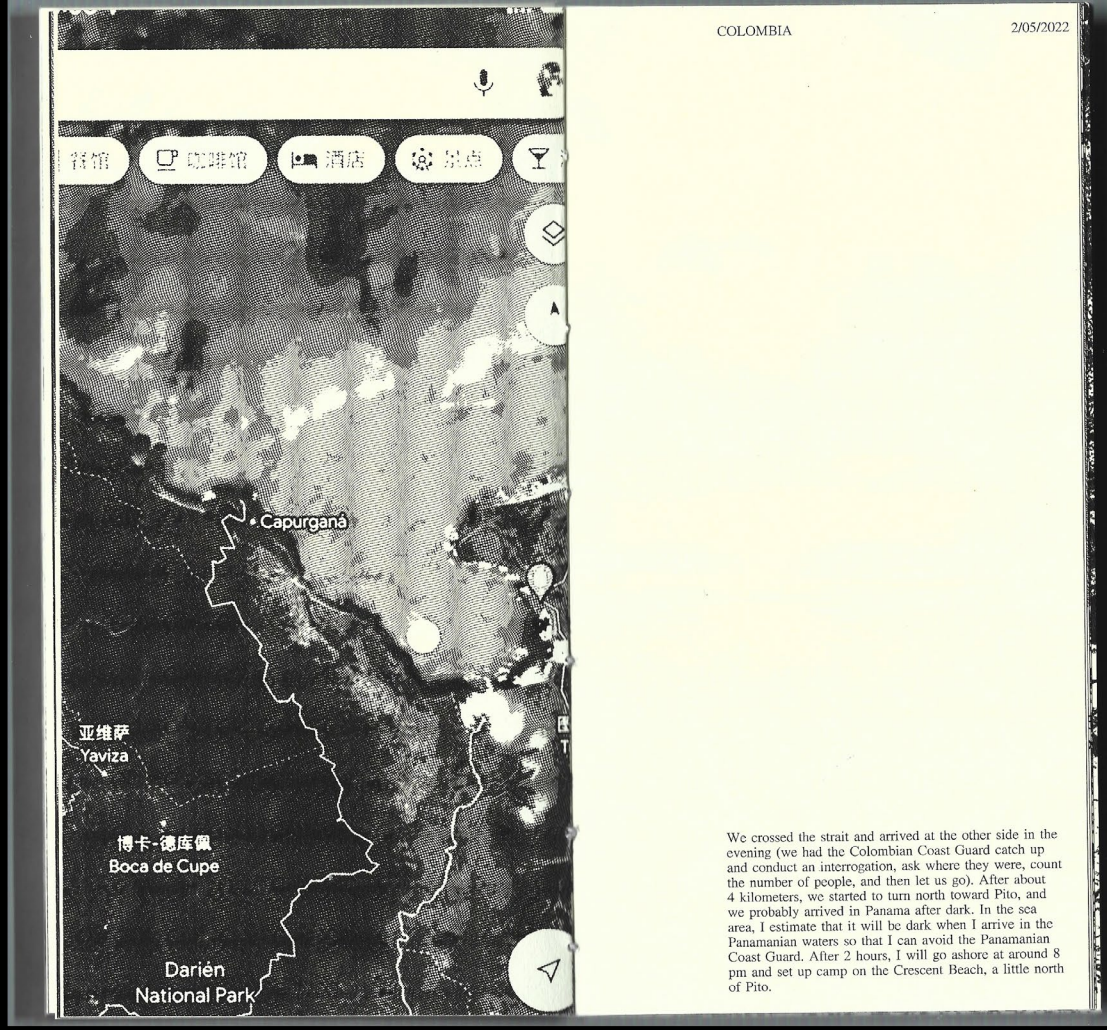 餐馆
咖啡馆
酒店
景点
Capurganá
亚维萨
Yaviza
博卡-德库佩
Boca de Cupe
Darién
National Park
COLOMBIA
2/05/2022
We crossed the strait and arrived at the other side in the
evening (we had the Colombian Coast Guard catch up
and conduct an interrogation, ask where they were, count
the number of people, and then let us go). After about
4 kilometers, we started to turn north toward Pito, and
we probably arrived in Panama after dark. In the sea
area, I estimate that it will be dark when I arrive in the
Panamanian waters so that I can avoid the Panamanian
Coast Guard. After 2 hours, I will go ashore at around 8
pm and set up camp on the Crescent Beach, a little north
of Pito.